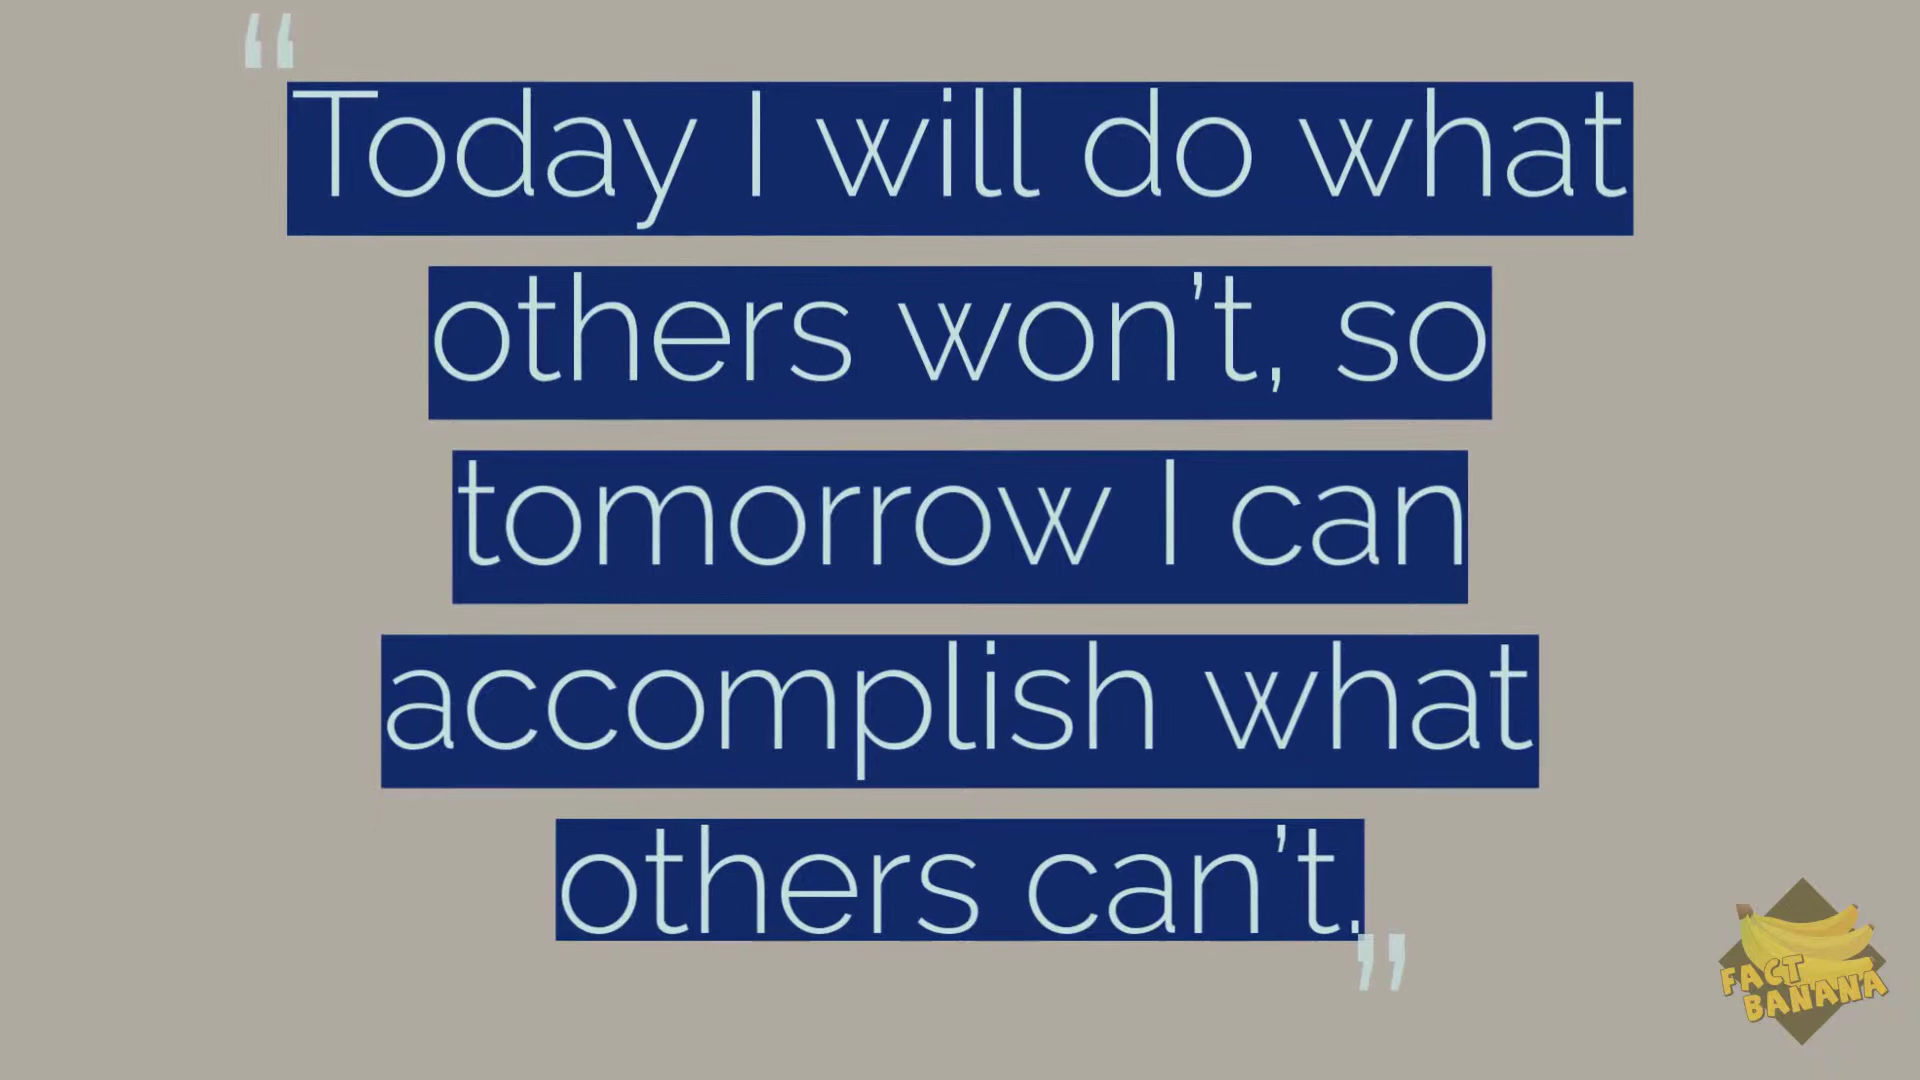 “Today I will do what
others won’t, so
tomorrow I can
accomplish what
others can’t.”
FACT
BANANA